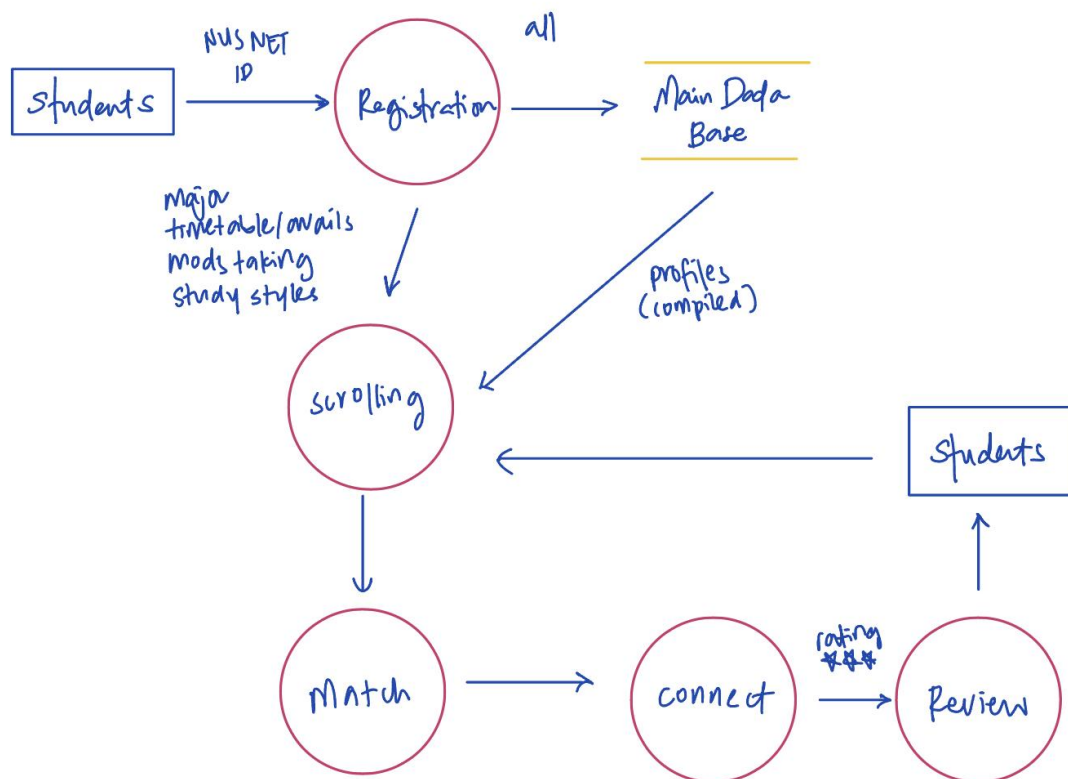 all
NUS NET
ID
Students
Registration
Main Dada
Base
major
timetable/avails
mods taking
study styles
profiles
(compiled)
scrolling
Students
rating
Match
connect
Review